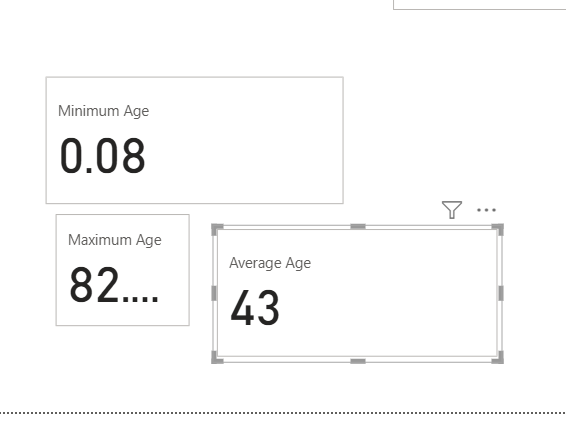 Minimum Age
0.08
Maximum Age
82....
Average Age
43